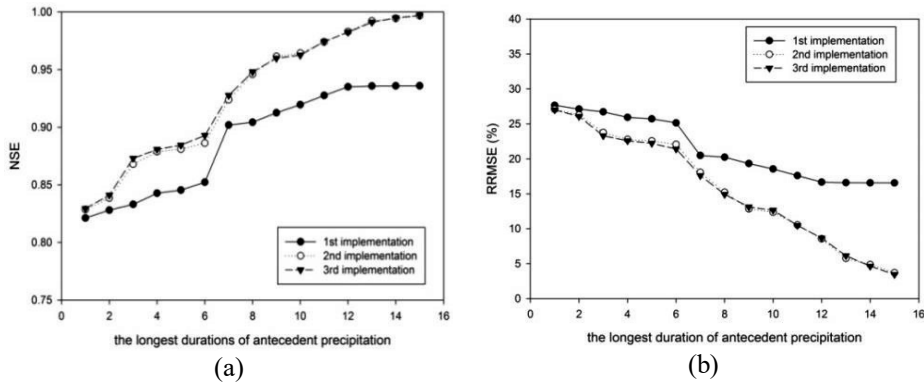 1.00
0.95
0.90
0.85
0.80
0.75
NSE
0 2 4 6 8 10 12 14 16
the longest durations of antecedent precipitation
1st implementation
2nd implementation
3rd implementation
(a)
40
35
30
25
20
15
10
5
0
RRMSE (%)
0 2 4 6 8 10 12 14 16
the longest duration of antecedent precipitation
1st implementation
2nd implementation
3rd implementation
(b)